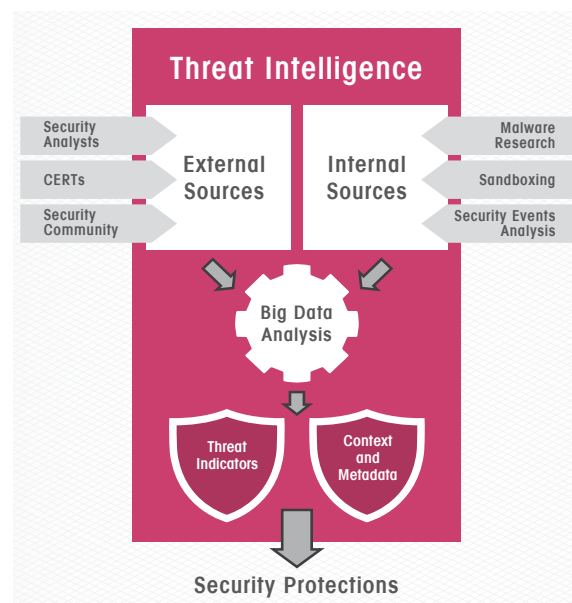 Threat Intelligence
Security
Analysts
CERTs
Security
Community
External
Sources
Internal
Sources
Malware
Research
Sandboxing
Security Events
Analysis
Big Data
Analysis
Threat
Indicators
Context
and
Metadata
Security Protections